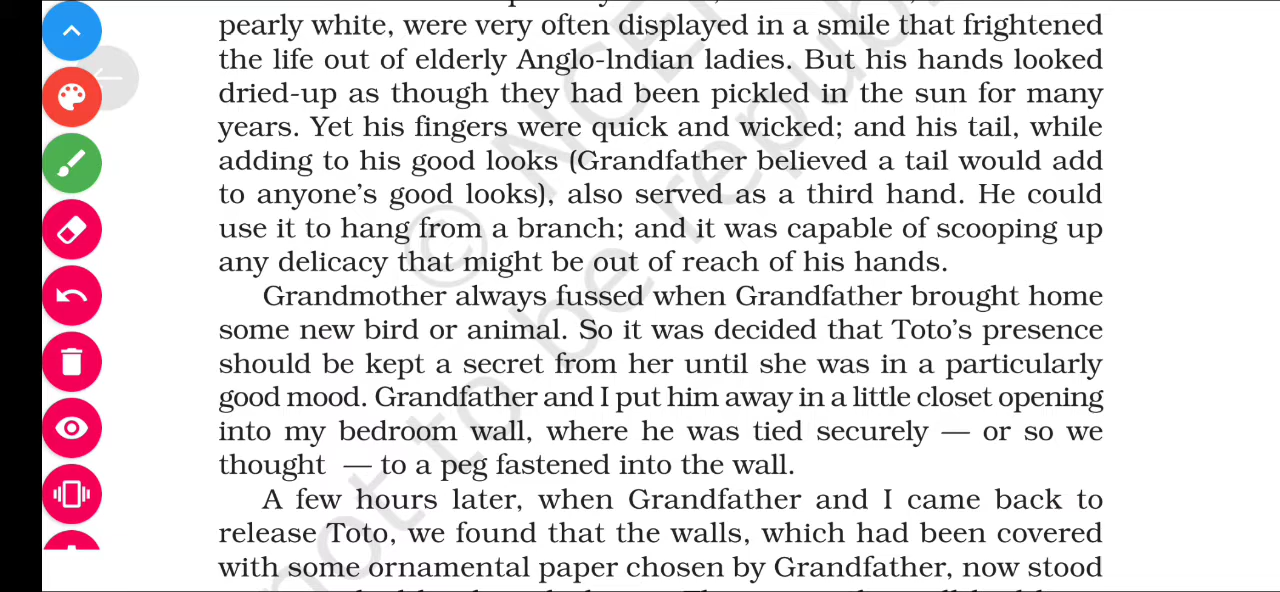 pearly white, were very often displayed in a smile that frightened
the life out of elderly Anglo-Indian ladies. But his hands looked
dried-up as though they had been pickled in the sun for many
years. Yet his fingers were quick and wicked; and his tail, while
adding to his good looks (Grandfather believed a tail would add
to anyone's good looks), also served as a third hand. He could
use it to hang from a branch; and it was capable of scooping up
any delicacy that might be out of reach of his hands.
Grandmother always fussed when Grandfather brought home
some new bird or animal. So it was decided that Toto's presence
should be kept a secret from her until she was in a particularly
good mood. Grandfather and I put him away in a little closet opening
into my bedroom wall, where he was tied securely — or so we
thought — to a peg fastened into the wall.
A few hours later, when Grandfather and I came back to
release Toto, we found that the walls, which had been covered
with some ornamental paper chosen by Grandfather, now stood
© NCE
not to be republ